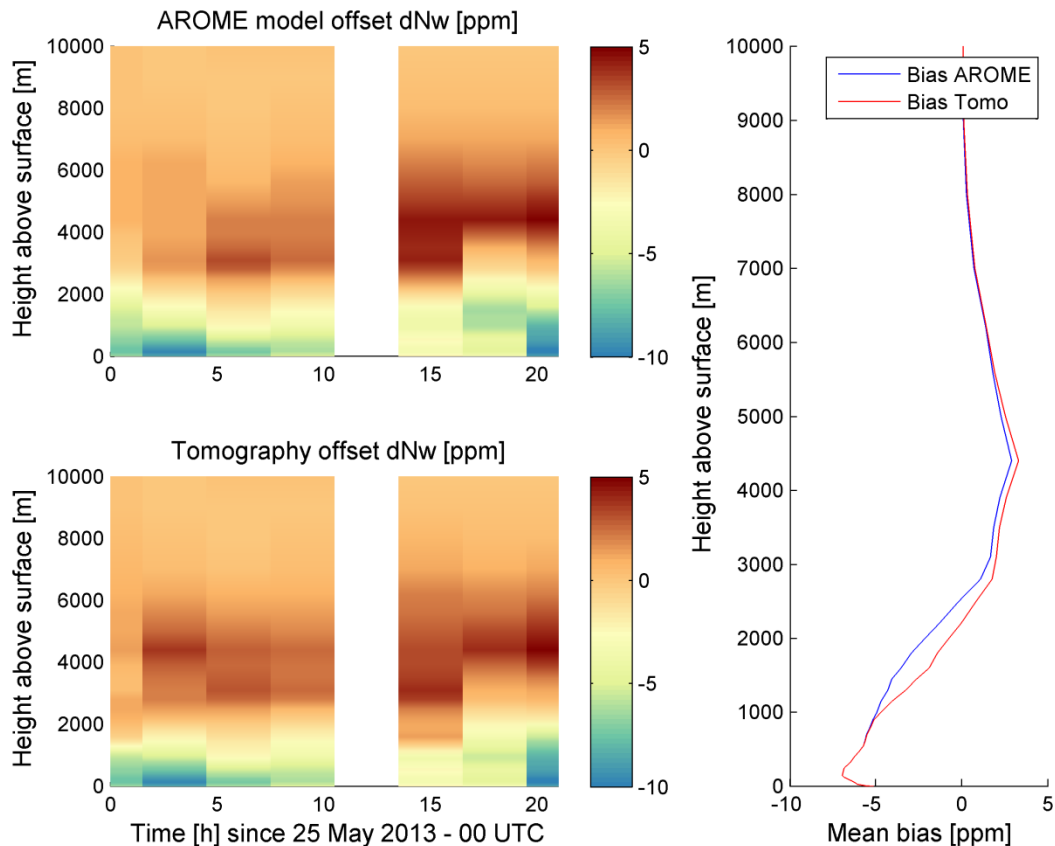 AROME model offset dNw [ppm]
Height above surface [m]
10000
8000
6000
4000
2000
0
0 5 10 15 20
5
0
-5
-10
Tomography offset dNw [ppm]
Height above surface [m]
10000
8000
6000
4000
2000
0
0 5 10 15 20
Time [h] since 25 May 2013 - 00 UTC
5
0
-5
-10
Height above surface [m]
10000
9000
8000
7000
6000
5000
4000
3000
2000
1000
0
Bias AROME
Bias Tomo
-10 -5 0 5
Mean bias [ppm]